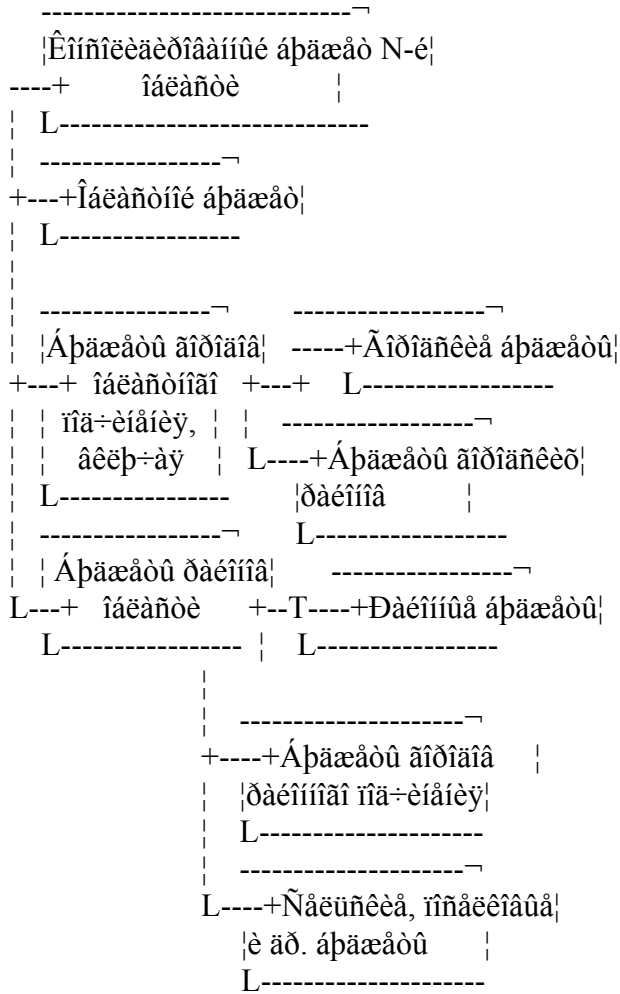 -----------------------------¬
¦Êîíñîëèäèðîâàííûé áþäæåò N-é¦
----+ îáëàñòè ¦
¦ L-----------------------------
¦ -----------------¬
+---+Îáëàñòíîé áþäæåò¦
¦ L-----------------
¦
¦ ----------------¬ ------------------¬
¦ ¦Áþäæåòû ãîðîäîâ¦ -----+Ãîðîäñêèå áþäæåòû¦
+---+ îáëàñòíîãî +---+ L------------------
¦ ¦ ïîä÷èíåíèÿ, ¦ ¦ ------------------¬
¦ ¦ âêëþ÷àÿ ¦ L----+Áþäæåòû ãîðîäñêèõ¦
¦ L---------------- ¦ðàéîíîâ ¦
¦ -----------------¬ L------------------
¦ ¦ Áþäæåòû ðàéîíîâ¦ -----------------¬
L---+ îáëàñòè +--T----+Ðàéîííûå áþäæåòû¦
L----------------- ¦ L-----------------
¦
¦ ---------------------¬
+----+Áþäæåòû ãîðîäîâ ¦
¦ ¦ðàéîííîãî ïîä÷èíåíèÿ¦
¦ L---------------------
¦ ---------------------¬
L----+Ñåëüñêèå, ïîñåëêîâûå¦
¦è äð. áþäæåòû ¦
L---------------------